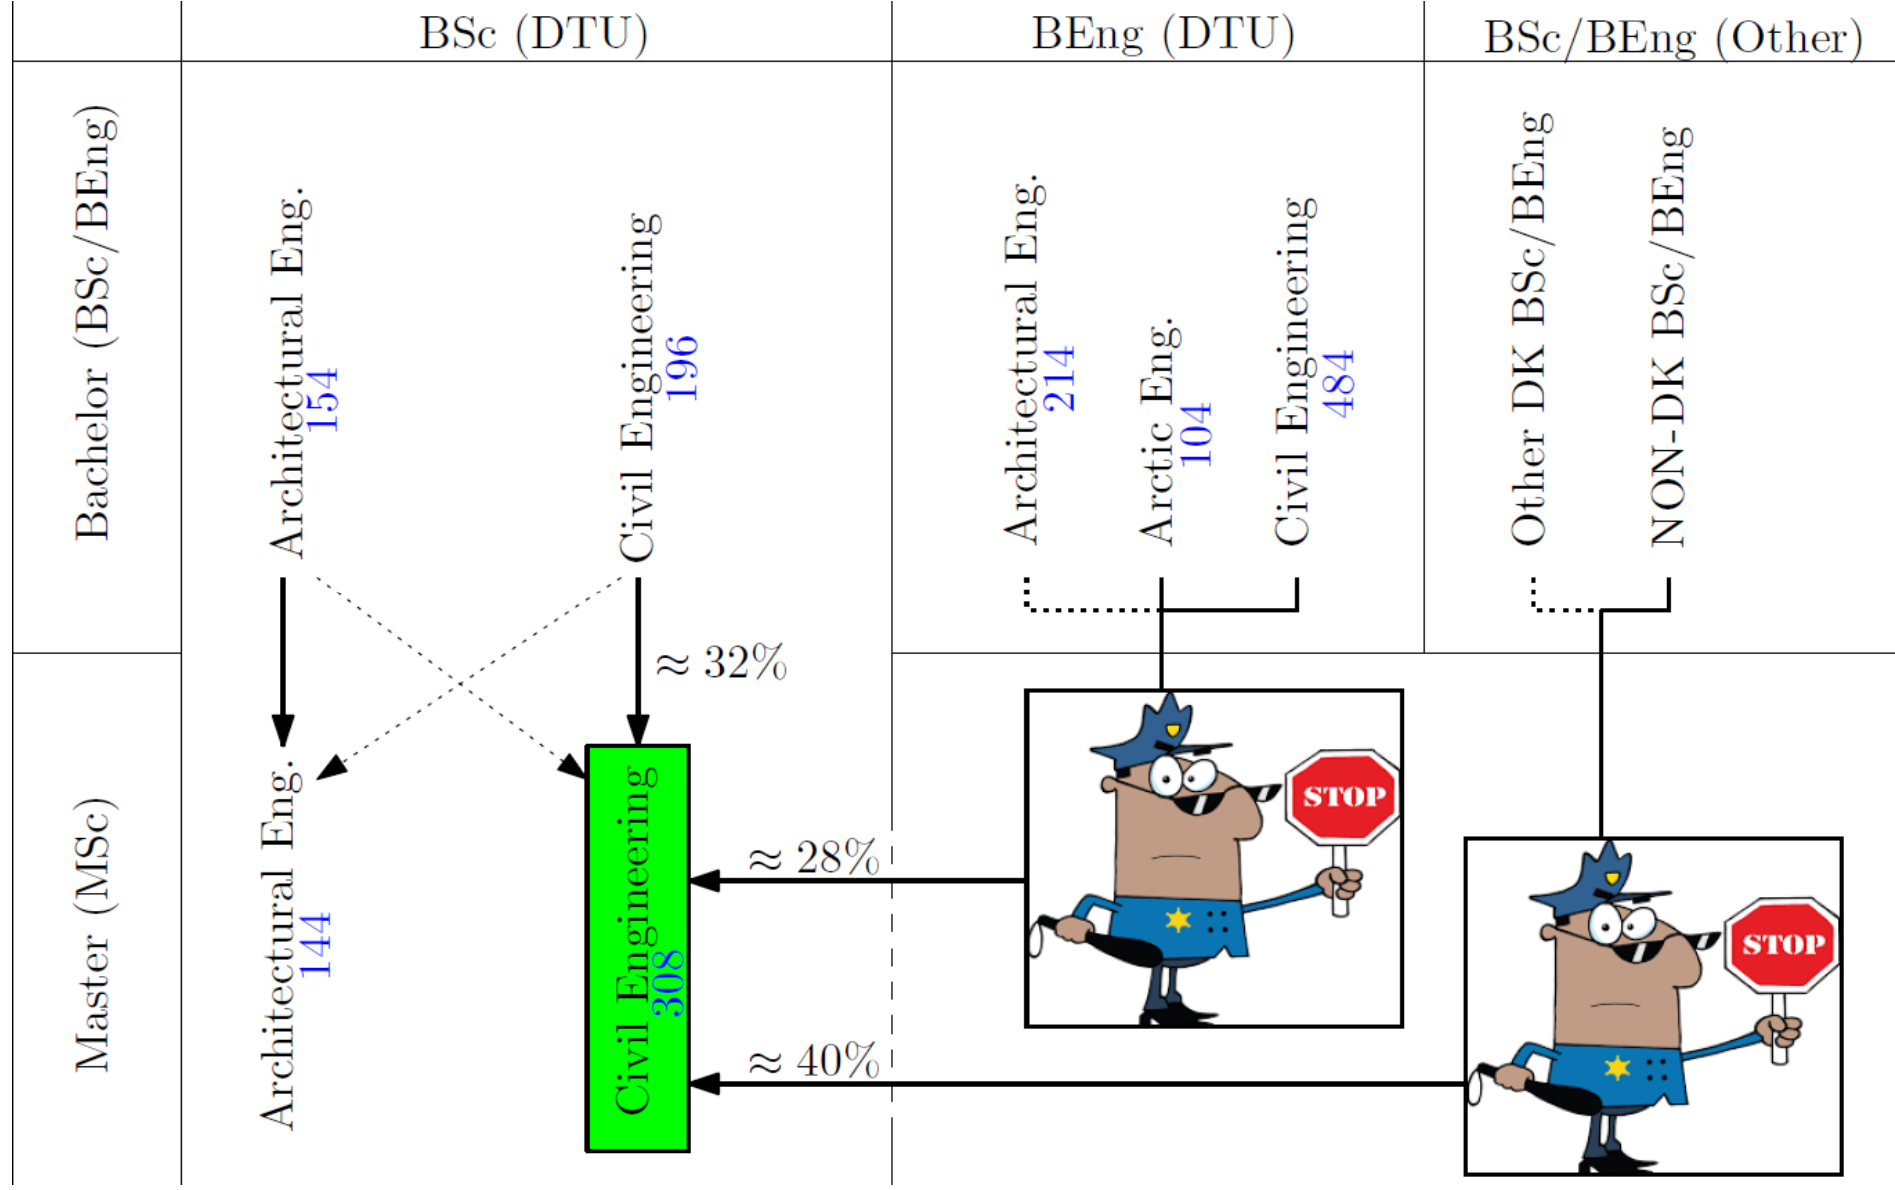 BSc (DTU)
BEng (DTU)
BSc/BEng (Other)
Bachelor (BSc/BEng)
Architectural Eng.
154
Civil Engineering
196
Architectural Eng.
214
Arctic Eng.
104
Civil Engineering
484
Other DK BSc/BEng
NON-DK BSc/BEng
≈ 32%
Master (MSc)
Architectural Eng.
144
Civil Engineering
308
≈ 28%
≈ 40%
STOP
STOP